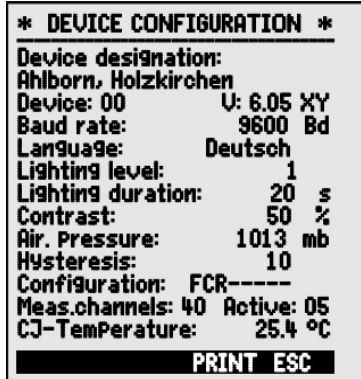 * DEVICE CONFIGURATION *
Device designation:
Ahlborn, Holzkirchen
Device: 00 V: 6.05 XY
Baud rate: 9600 Bd
Language: Deutsch
Lighting level: 1
Lighting duration: 20 s
Contrast: 50 %
Air. Pressure: 1013 mb
Hysteresis: 10
Configuration: FCR-----
Meas.channels: 40 Active: 05
CJ-Temperature: 25.4 °C
PRINT ESC